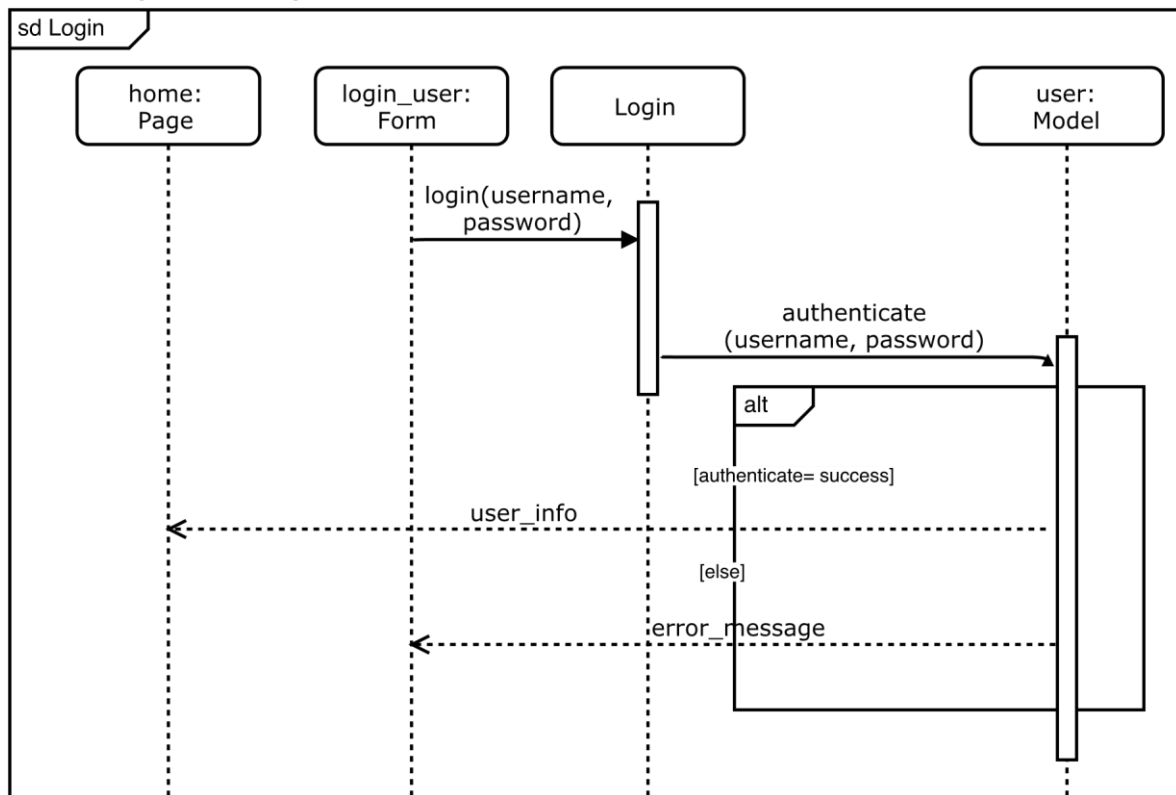 sd Login
home:
Page
login_user:
Form
Login
user:
Model
login(username,
password)
authenticate
(username, password)
alt
[authenticate= success]
user_info
[else]
error_message